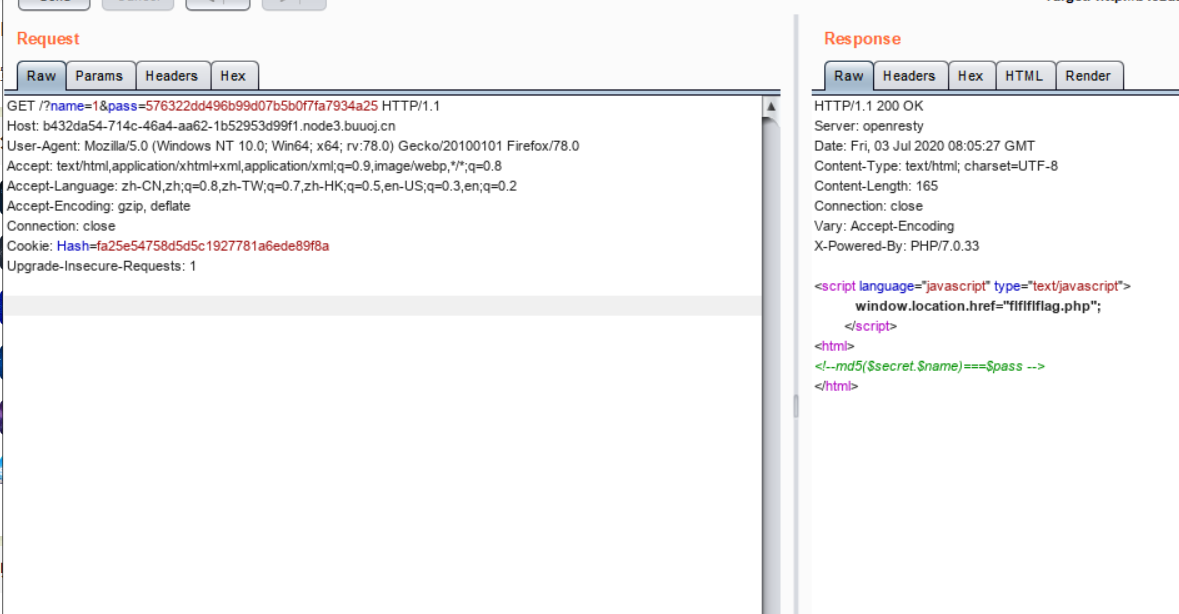 Request
Raw Params Headers Hex
GET /?name=1&pass=576322dd496b99d07b5b0f7fa7934a25 HTTP/1.1
Host: b432da54-714c-46a4-aa62-1b52953d99f1.node3.buuoj.cn
User-Agent: Mozilla/5.0 (Windows NT 10.0; Win64; x64; rv:78.0) Gecko/20100101 Firefox/78.0
Accept: text/html,application/xhtml+xml,application/xml;q=0.9,image/webp,*/*;q=0.8
Accept-Language: zh-CN,zh;q=0.8,zh-TW;q=0.7,zh-HK;q=0.5,en-US;q=0.3,en;q=0.2
Accept-Encoding: gzip, deflate
Connection: close
Cookie: Hash=fa25e54758d5d5c1927781a6ede89f8a
Upgrade-Insecure-Requests: 1
Response
Raw Headers Hex HTML Render
HTTP/1.1 200 OK
Server: openresty
Date: Fri, 03 Jul 2020 08:05:27 GMT
Content-Type: text/html; charset=UTF-8
Content-Length: 165
Connection: close
Vary: Accept-Encoding
X-Powered-By: PHP/7.0.33
<script language="javascript" type="text/javascript">
window.location.href="flflflflag.php";
</script>
<html>
<!--md5($secret.$name)===$pass -->
</html>